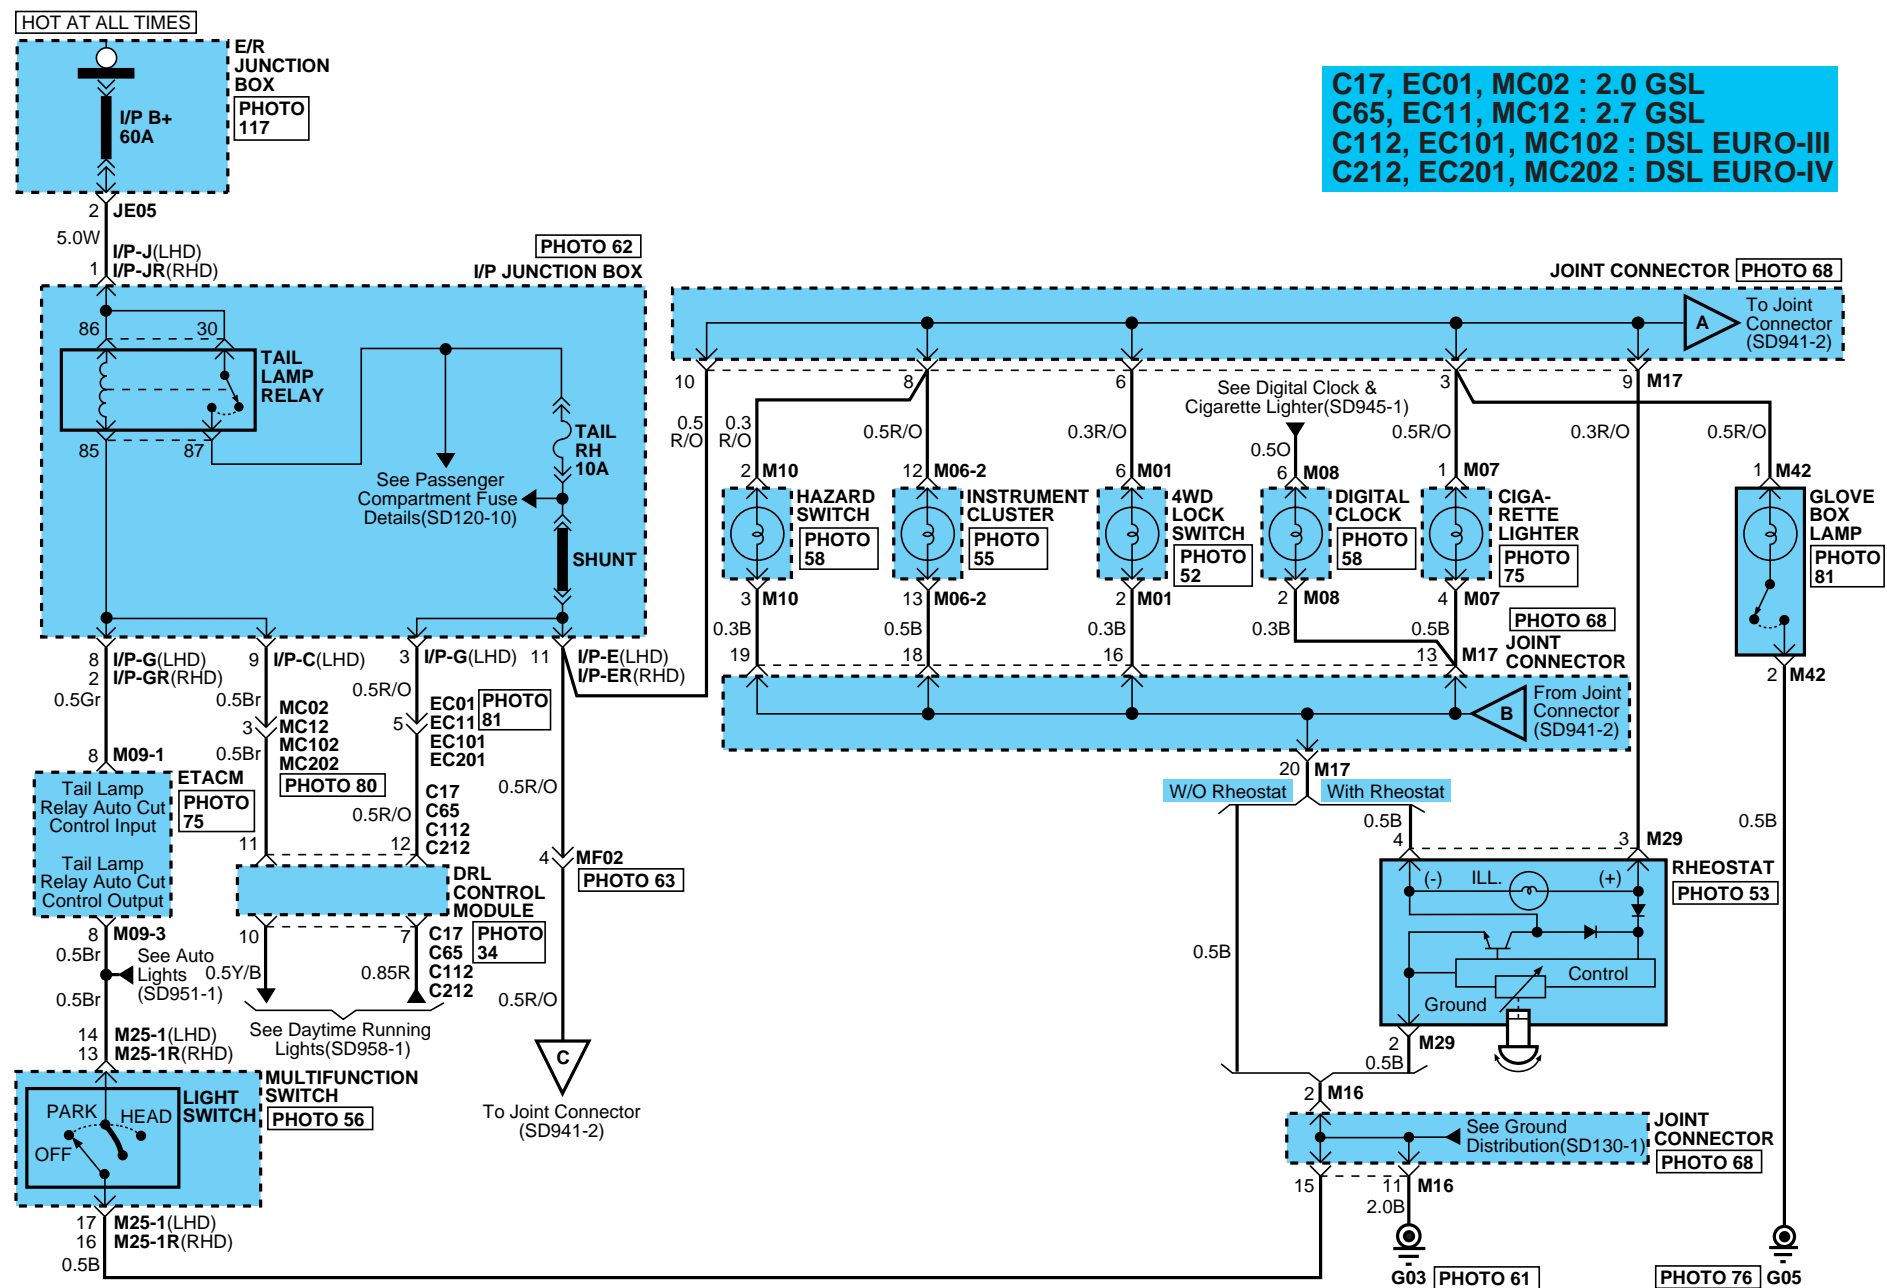 HOT AT ALL TIMES
E/R
JUNCTION
BOX
PHOTO
117
I/P B+
60A
C17, EC01, MC02 : 2.0 GSL
C65, EC11, MC12 : 2.7 GSL
C112, EC101, MC102 : DSL EURO-III
C212, EC201, MC202 : DSL EURO-IV
2 JE05
5.0W
I/P-J(LHD)
1 I/P-JR(RHD)
PHOTO 62
I/P JUNCTION BOX
86
30
TAIL
LAMP
RELAY
85
87
TAIL
RH
10A
See Passenger
Compartment Fuse
Details(SD120-10)
SHUNT
JOINT CONNECTOR PHOTO 68
A
To Joint
Connector
(SD941-2)
10
8
6
3
9 M17
See Digital Clock &
Cigarette Lighter(SD945-1)
0.5
R/O
0.3
R/O
0.5R/O
0.3R/O
0.5O
0.5R/O
0.3R/O
0.5R/O
2 M10
12 M06-2
6 M01
6 M08
1 M07
1 M42
HAZARD
SWITCH
PHOTO
58
INSTRUMENT
CLUSTER
PHOTO
55
4WD
LOCK
SWITCH
PHOTO
52
DIGITAL
CLOCK
PHOTO
58
CIGA-
RETTE
LIGHTER
PHOTO
75
GLOVE
BOX
LAMP
PHOTO
81
3 M10
13 M06-2
2 M01
2 M08
4 M07
0.3B
0.5B
0.3B
0.3B
0.5B
PHOTO 68
JOINT
CONNECTOR
19
18
16
13 M17
2 M42
B
From Joint
Connector
(SD941-2)
8 I/P-G(LHD)
2 I/P-GR(RHD)
9 I/P-C(LHD)
3 I/P-G(LHD)
11 I/P-E(LHD)
I/P-ER(RHD)
0.5Gr
0.5Br
0.5R/O
3
MC02
MC12
MC102
MC202
PHOTO 80
5
EC01
EC11
EC101
EC201
PHOTO
81
8 M09-1
0.5Br
0.5R/O
0.5R/O
ETACM
PHOTO
75
Tail Lamp
Relay Auto Cut
Control Input
Tail Lamp
Relay Auto Cut
Control Output
11
12
C17
C65
C112
C212
DRL
CONTROL
MODULE
PHOTO
34
10
7
C17
C65
C112
C212
4 MF02
PHOTO 63
8 M09-3
0.5Br
See Auto
Lights
(SD951-1)
0.5Br
0.5Y/B
0.85R
0.5R/O
See Daytime Running
Lights(SD958-1)
C
To Joint Connector
(SD941-2)
14 M25-1(LHD)
13 M25-1R(RHD)
MULTIFUNCTION
SWITCH
PHOTO 56
LIGHT
SWITCH
PARK
HEAD
OFF
17 M25-1(LHD)
16 M25-1R(RHD)
0.5B
20 M17
W/O Rheostat
With Rheostat
0.5B
0.5B
0.5B
4
3 M29
RHEOSTAT
PHOTO 53
(-)
ILL.
(+)
Control
Ground
2 M29
0.5B
2 M16
See Ground
Distribution(SD130-1)
JOINT
CONNECTOR
PHOTO 68
15
11 M16
2.0B
G03 PHOTO 61
PHOTO 76 G05